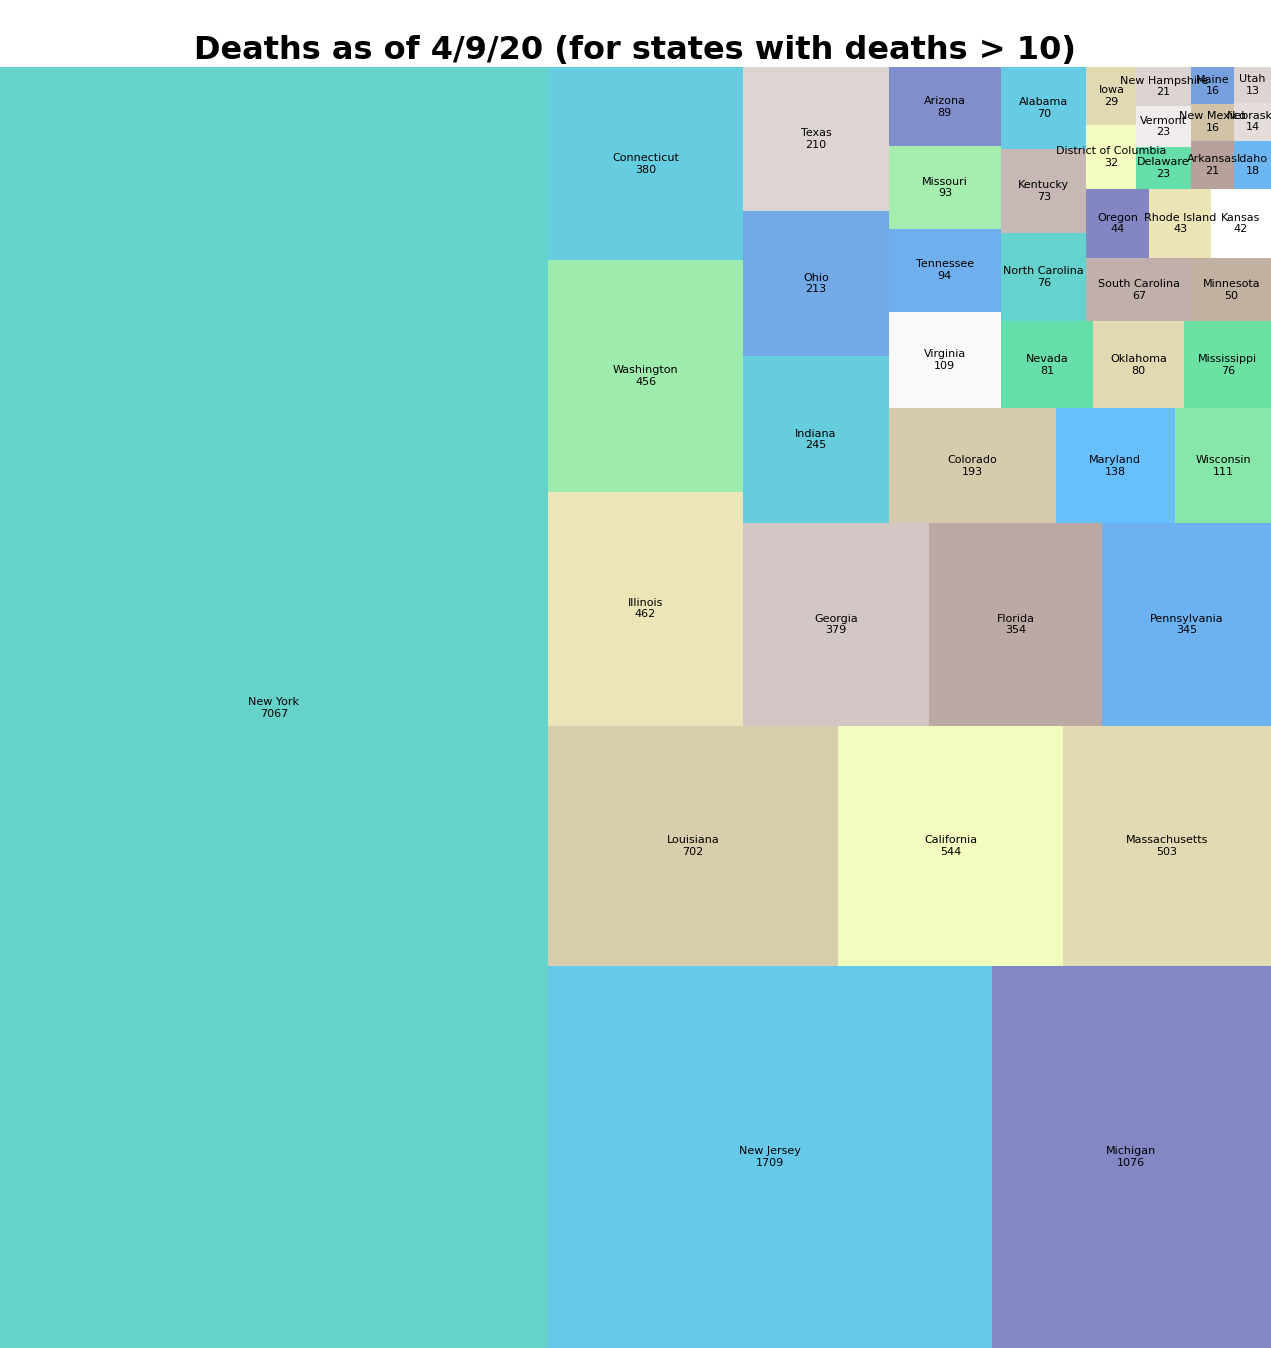 Deaths as of 4/9/20 (for states with deaths > 10)
New York
7067
Connecticut
380
Washington
456
Illinois
462
Texas
210
Ohio
213
Indiana
245
Arizona
89
Missouri
93
Tennessee
94
Virginia
109
Alabama
70
Kentucky
73
North Carolina
76
Iowa
29
District of Columbia
32
New Hampshire
21
Vermont
23
Delaware
23
Maine
16
New Mexico
16
Arkansas
21
Utah
13
Nebrask
14
Idaho
18
Oregon
44
Rhode Island
43
Kansas
42
South Carolina
67
Minnesota
50
Nevada
81
Oklahoma
80
Mississippi
76
Colorado
193
Maryland
138
Wisconsin
111
Georgia
379
Florida
354
Pennsylvania
345
Louisiana
702
California
544
Massachusetts
503
New Jersey
1709
Michigan
1076